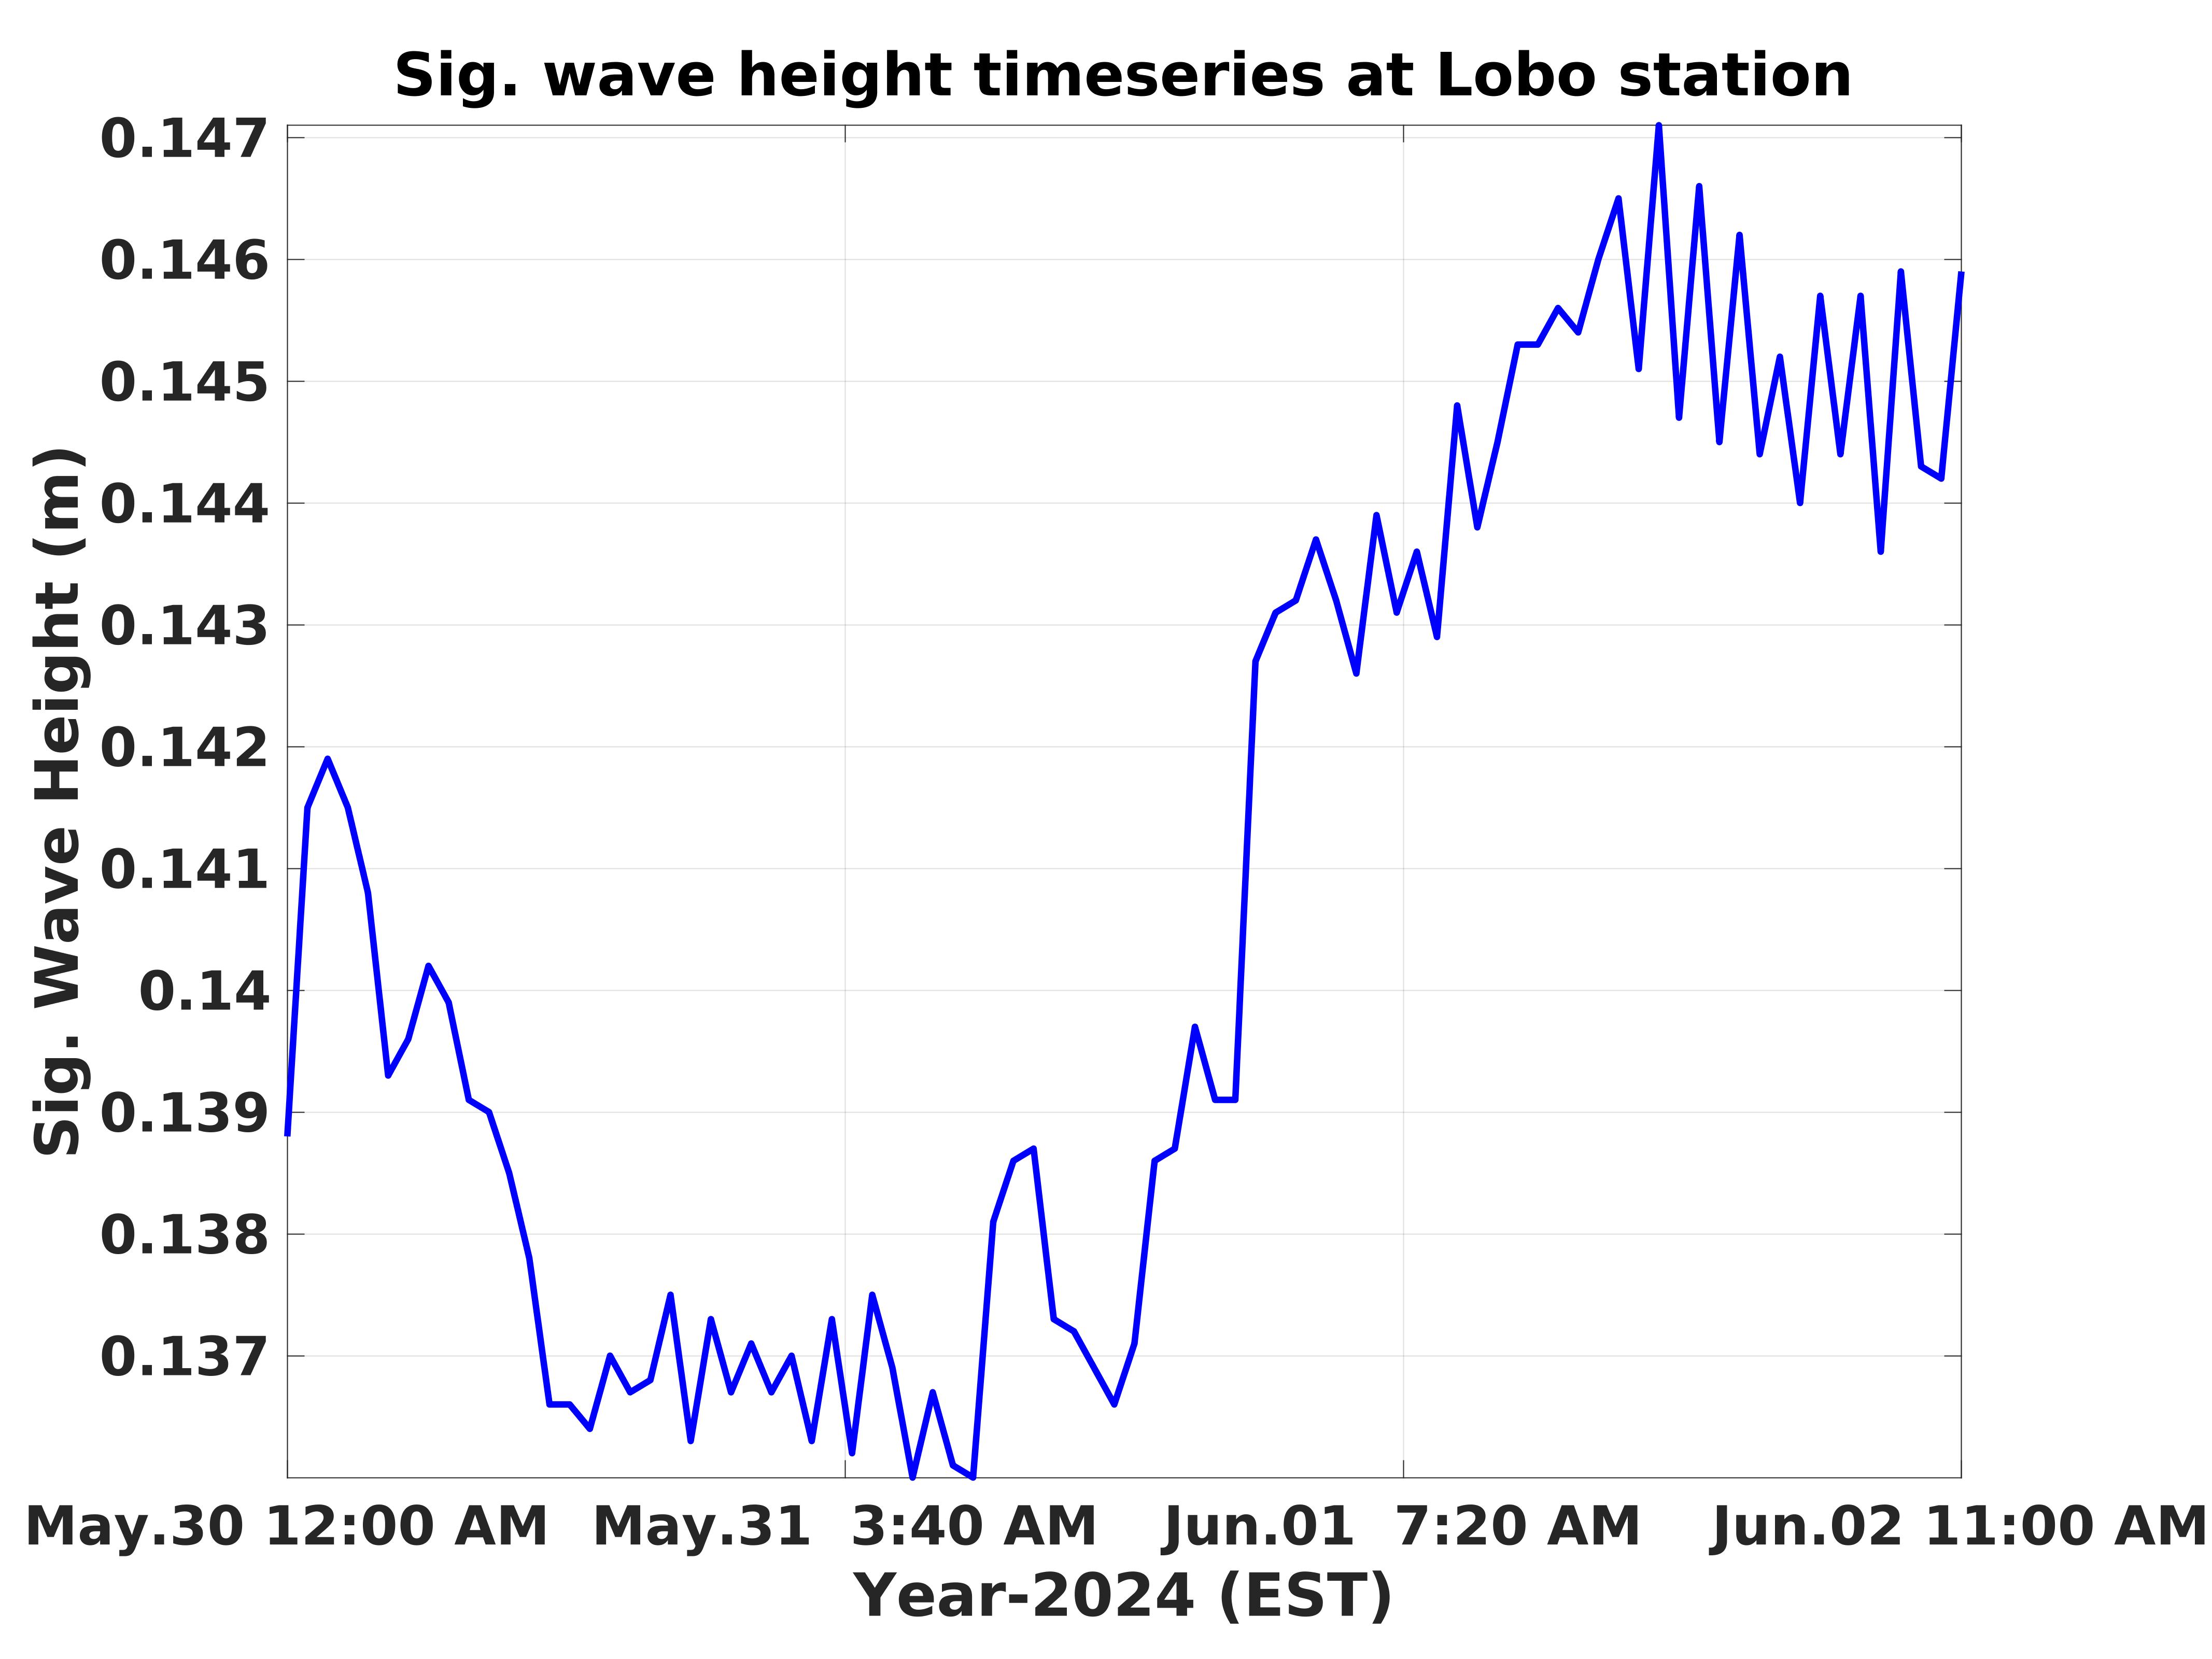 Sig. wave height timeseries at Lobo station
0.147
0.146
0.145
0.144
0.143
0.142
0.141
0.14
0.139
0.138
0.137
Sig. Wave Height (m)
May.30 12:00 AM May.31 3:40 AM Jun.01 7:20 AM Jun.02 11:00 AM
Year-2024 (EST)